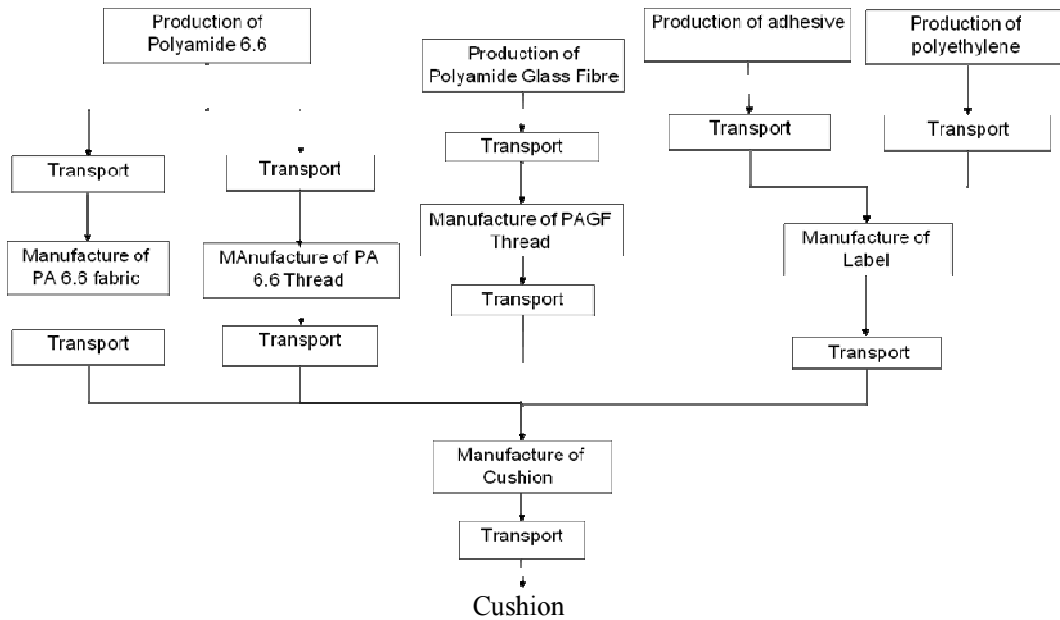 Production of
Polyamide 6.6
Production of
Polyamide Glass Fibre
Production of adhesive
Production of
polyethylene
Transport
Transport
Transport
Transport
Transport
Manufacture of
PA 6.6 fabric
MAnufacture of PA
6.6 Thread
Manufacture of PAGF
Thread
Manufacture of
Label
Transport
Transport
Transport
Transport
Manufacture of
Cushion
Transport
Cushion